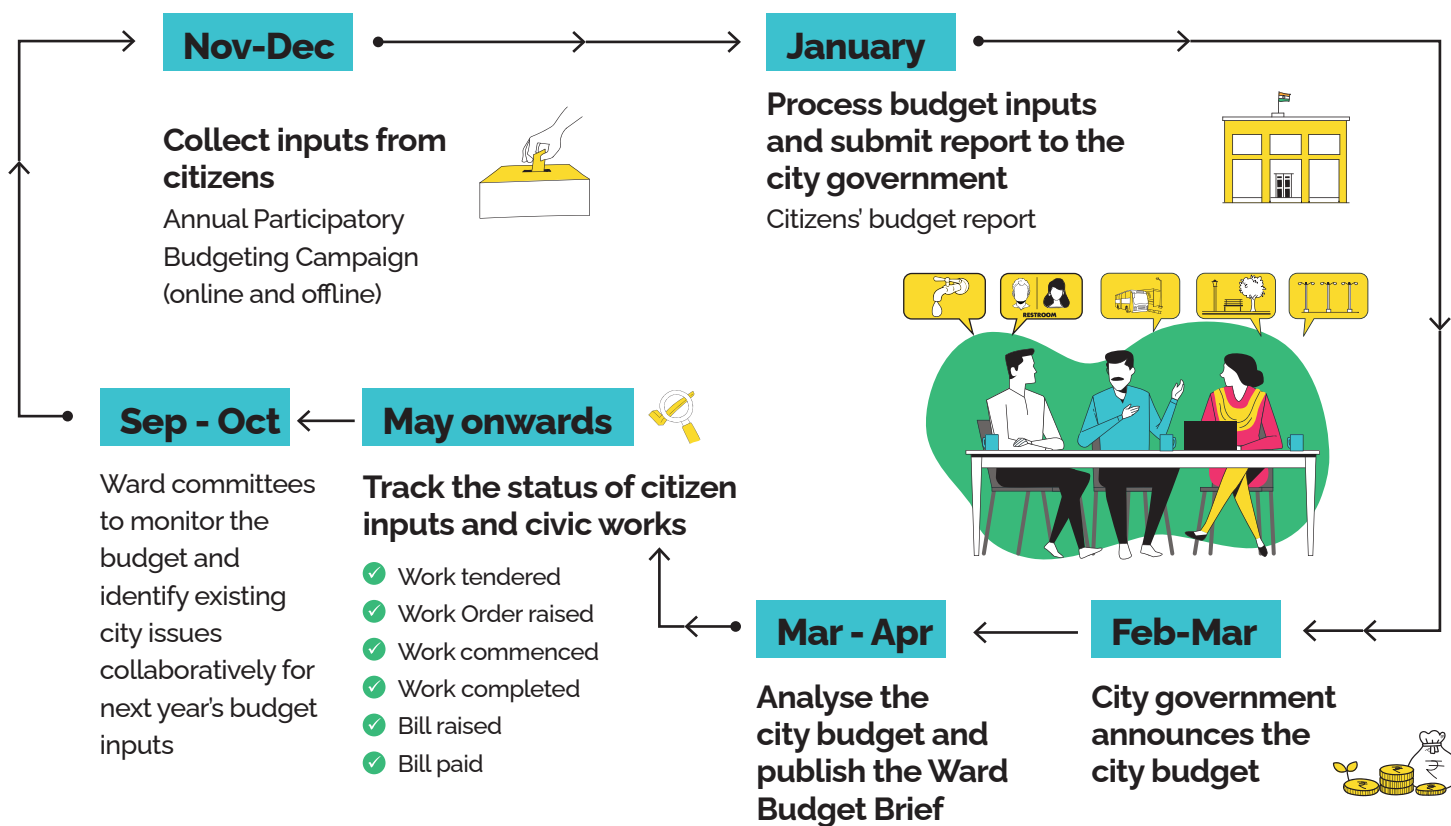 Nov-Dec
Collect inputs from
citizens
Annual Participatory
Budgeting Campaign
(online and offline)
January
Process budget inputs
and submit report to the
city government
Citizens' budget report
RESTROOM
Feb-Mar
City government
announces the
city budget
₹
₹
₹
₹
Mar - Apr
Analyse the
city budget and
publish the Ward
Budget Brief
May onwards
Track the status of citizen
inputs and civic works
Work tendered
Work Order raised
Work commenced
Work completed
Bill raised
Bill paid
Sep - Oct
Ward committees
to monitor the
budget and
identify existing
city issues
collaboratively for
next year's budget
inputs